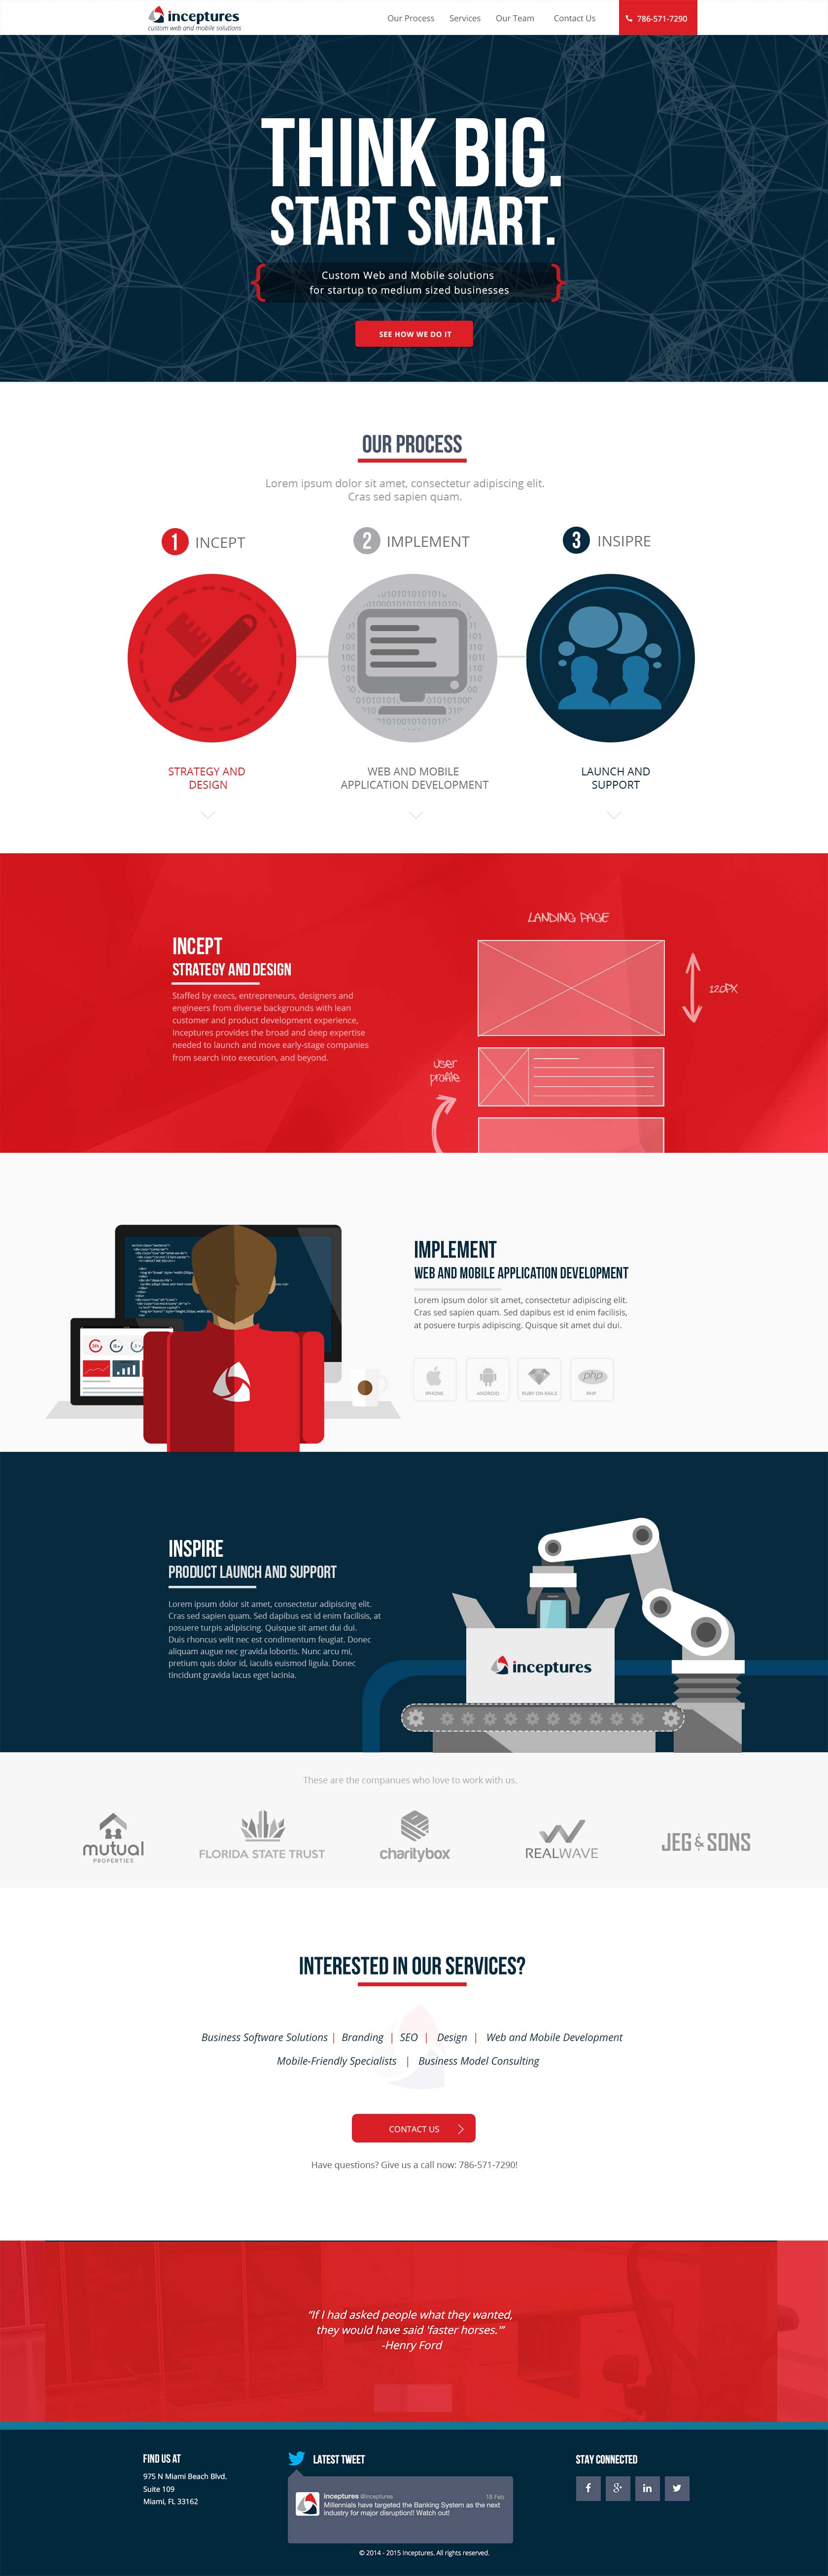 inceptures
custom web and mobile solutions
Our Process Services Our Team Contact Us 786-571-7290
THINK BIG.
START SMART.
Custom Web and Mobile solutions
for startup to medium sized businesses
SEE HOW WE DO IT
OUR PROCESS
Lorem ipsum dolor sit amet, consectetur adipiscing elit.
Cras sed sapien quam.
1 INCEPT
2 IMPLEMENT
3 INSIPRE
STRATEGY AND
DESIGN
WEB AND MOBILE
APPLICATION DEVELOPMENT
LAUNCH AND
SUPPORT
INCEPT
STRATEGY AND DESIGN
Staffed by execs, entrepreneurs, designers and
engineers from diverse backgrounds with lean
customer and product development experience,
Inceptures provides the broad and deep expertise
needed to launch and move early-stage companies
from search into execution, and beyond.
LANDING PAGE
120PX
user
profile
IMPLEMENT
WEB AND MOBILE APPLICATION DEVELOPMENT
Lorem ipsum dolor sit amet, consectetur adipiscing elit.
Cras sed sapien quam. Sed dapibus est id enim facilisis,
at posuere turpis adipiscing. Quisque sit amet dui dui.
IPHONE
ANDROID
RUBY ON RAILS
php
PHP
INSPIRE
PRODUCT LAUNCH AND SUPPORT
Lorem ipsum dolor sit amet, consectetur adipiscing elit.
Cras sed sapien quam. Sed dapibus est id enim facilisis, at
posuere turpis adipiscing. Quisque sit amet dui dui.
Duis rhoncus velit nec est condimentum feugiat. Donec
aliquam augue nec gravida lobortis. Nunc arcu mi,
pretium quis dolor id, iaculis euismod ligula. Donec
tincidunt gravida lacus eget lacinia.
inceptures
These are the companues who love to work with us.
mutual
PROPERTIES
FLORIDA STATE TRUST
charitybox
REALWAVE
JEG & SONS
INTERESTED IN OUR SERVICES?
Business Software Solutions | Branding | SEO | Design | Web and Mobile Development
Mobile-Friendly Specialists | Business Model Consulting
CONTACT US
Have questions? Give us a call now: 786-571-7290!
“If I had asked people what they wanted,
they would have said 'faster horses.'”
-Henry Ford
FIND US AT
975 N Miami Beach Blvd.
Suite 109
Miami, FL 33162
LATEST TWEET
inceptures @inceptures 18 Feb
Millennials have targeted the Banking System as the next
industry for major disruption!! Watch out!
STAY CONNECTED
© 2014 - 2015 Inceptures. All rights reserved.